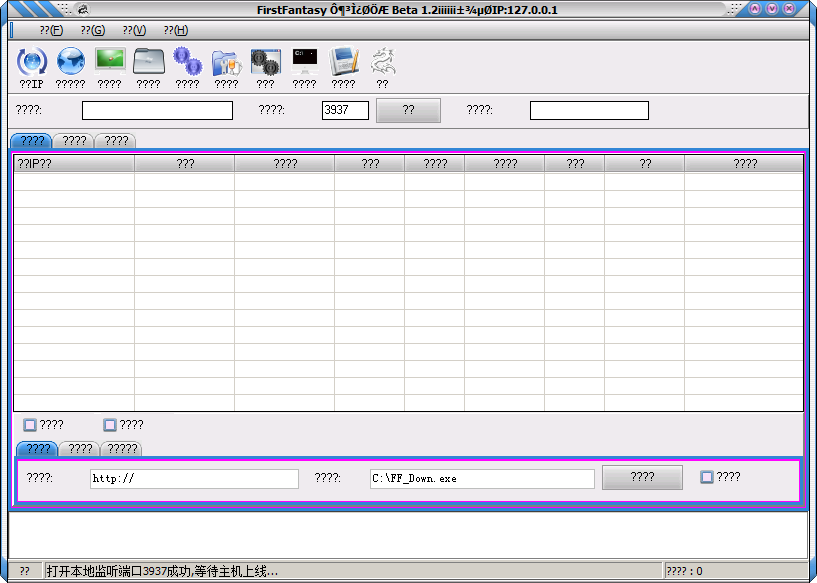 FirstFantasy Ô¶³Ì¿ØÖÆ Beta 1.2¡¡¡¡¡¡±¾µØIP:127.0.0.1
??(F) ??(G) ??(V) ??(H)
??IP ????? ???? ???? ???? ???? ??? ???? ???? ??
????: ????: 3937 ?? ????:
???? ???? ????
??IP?? ??? ???? ??? ???? ???? ??? ?? ????
???? ????
???? ???? ?????
????: http:// ????: C:\FF_Down.exe ???? ????
?? 打开本地监听端口3937成功,等待主机上线... ???? : 0